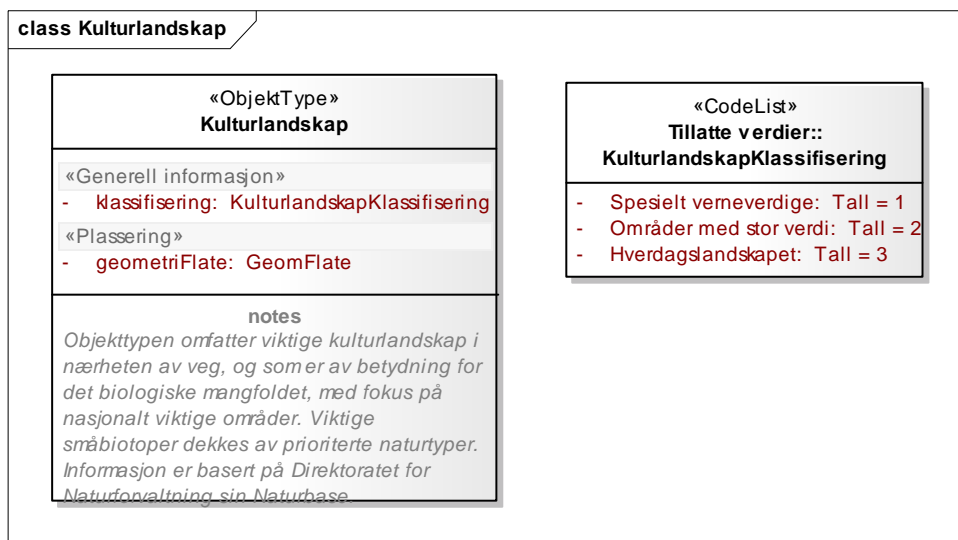 class Kulturlandskap
«ObjektType»
Kulturlandskap
«Generell informasjon»
- klassifisering: KulturlandskapKlassifisering
«Plassering»
- geometriFlate: GeomFlate
notes
Objekttypen omfatter viktige kulturlandskap i
nærheten av veg, og som er av betydning for
det biologiske mangfoldet, med fokus på
nasjonalt viktige områder. Viktige
småbiotoper dekkes av prioriterte naturtyper.
Informasjon er basert på Direktoratet for
Naturforvaltning sin Naturbase.
«CodeList»
Tillatte verdier::
KulturlandskapKlassifisering
- Spesielt verneverdige: Tall = 1
- Områder med stor verdi: Tall = 2
- Hverdagslandskapet: Tall = 3